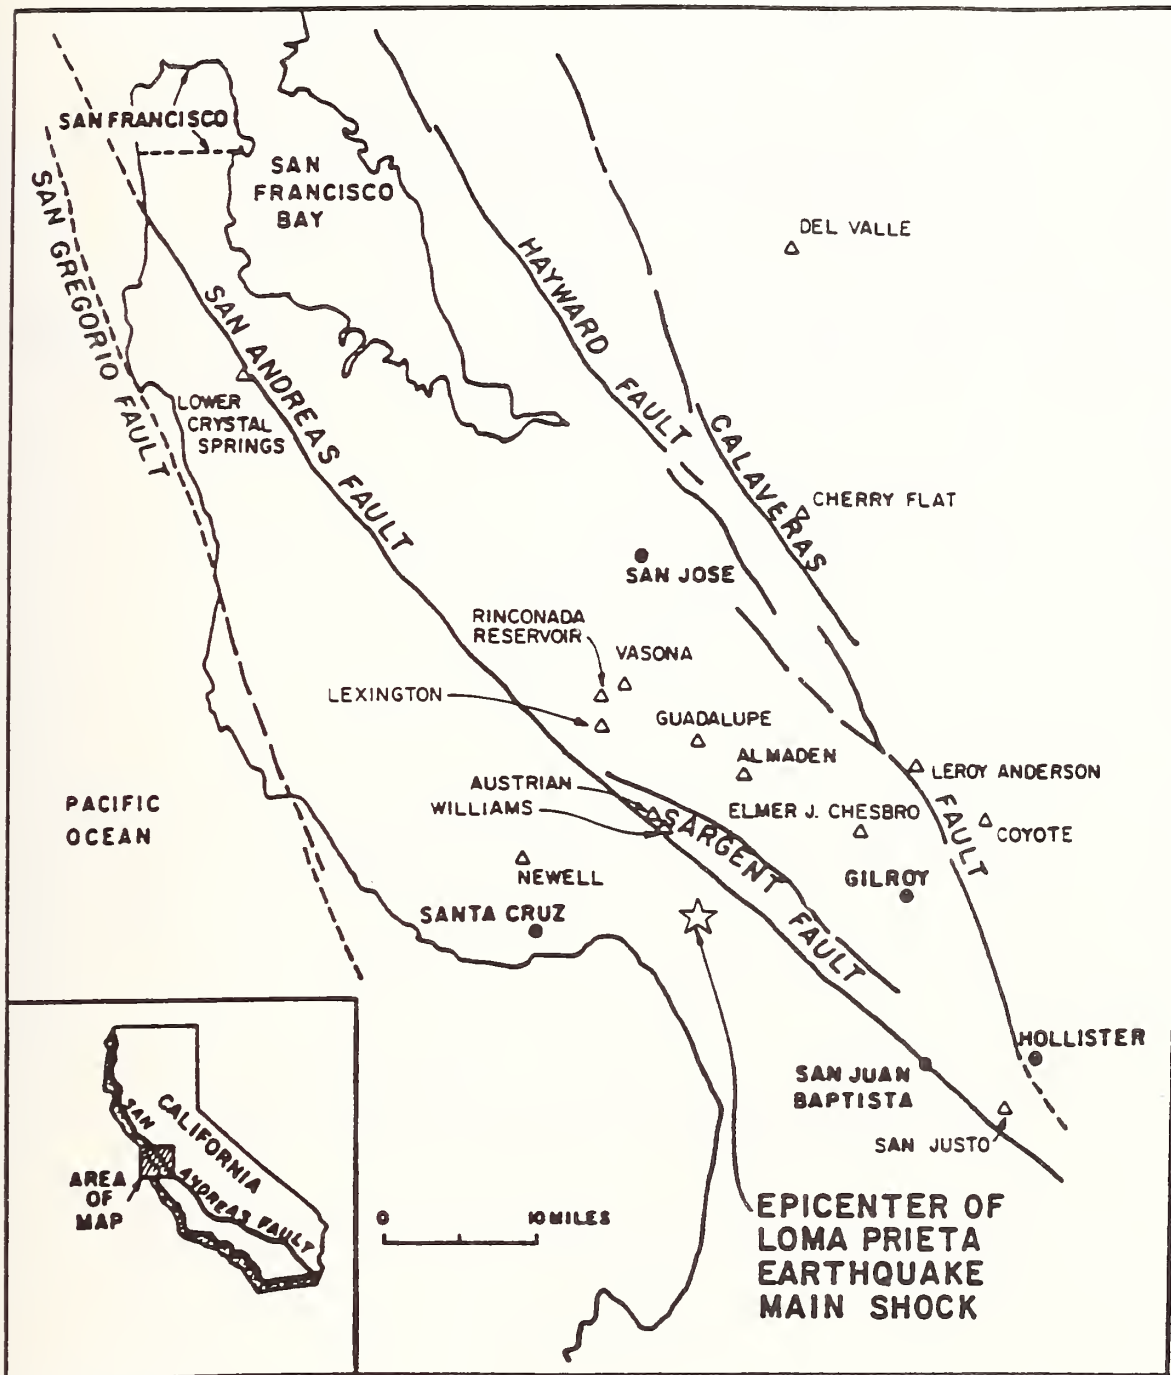 SAN FRANCISCO
SAN
FRANCISCO
BAY
DEL VALLE
SAN GREGORIO FAULT
SAN ANDREAS FAULT
HAYWARD FAULT
CALAVERAS FAULT
LOWER
CRYSTAL
SPRINGS
CHERRY FLAT
SAN JOSE
RINCONADA
RESERVOIR
VASONA
LEXINGTON
GUADALUPE
ALMADEN
LEROY ANDERSON
AUSTRIAN
WILLIAMS
SARGENT FAULT
ELMER J. CHESBRO
COYOTE
PACIFIC
OCEAN
NEWELL
GILROY
SANTA CRUZ
HOLLISTER
SAN JUAN
BAPTISTA
SAN JUSTO
CALIFORNIA
SAN ANDREAS FAULT
AREA
OF
MAP
0 10 MILES
EPICENTER OF
LOMA PRIETA
EARTHQUAKE
MAIN SHOCK